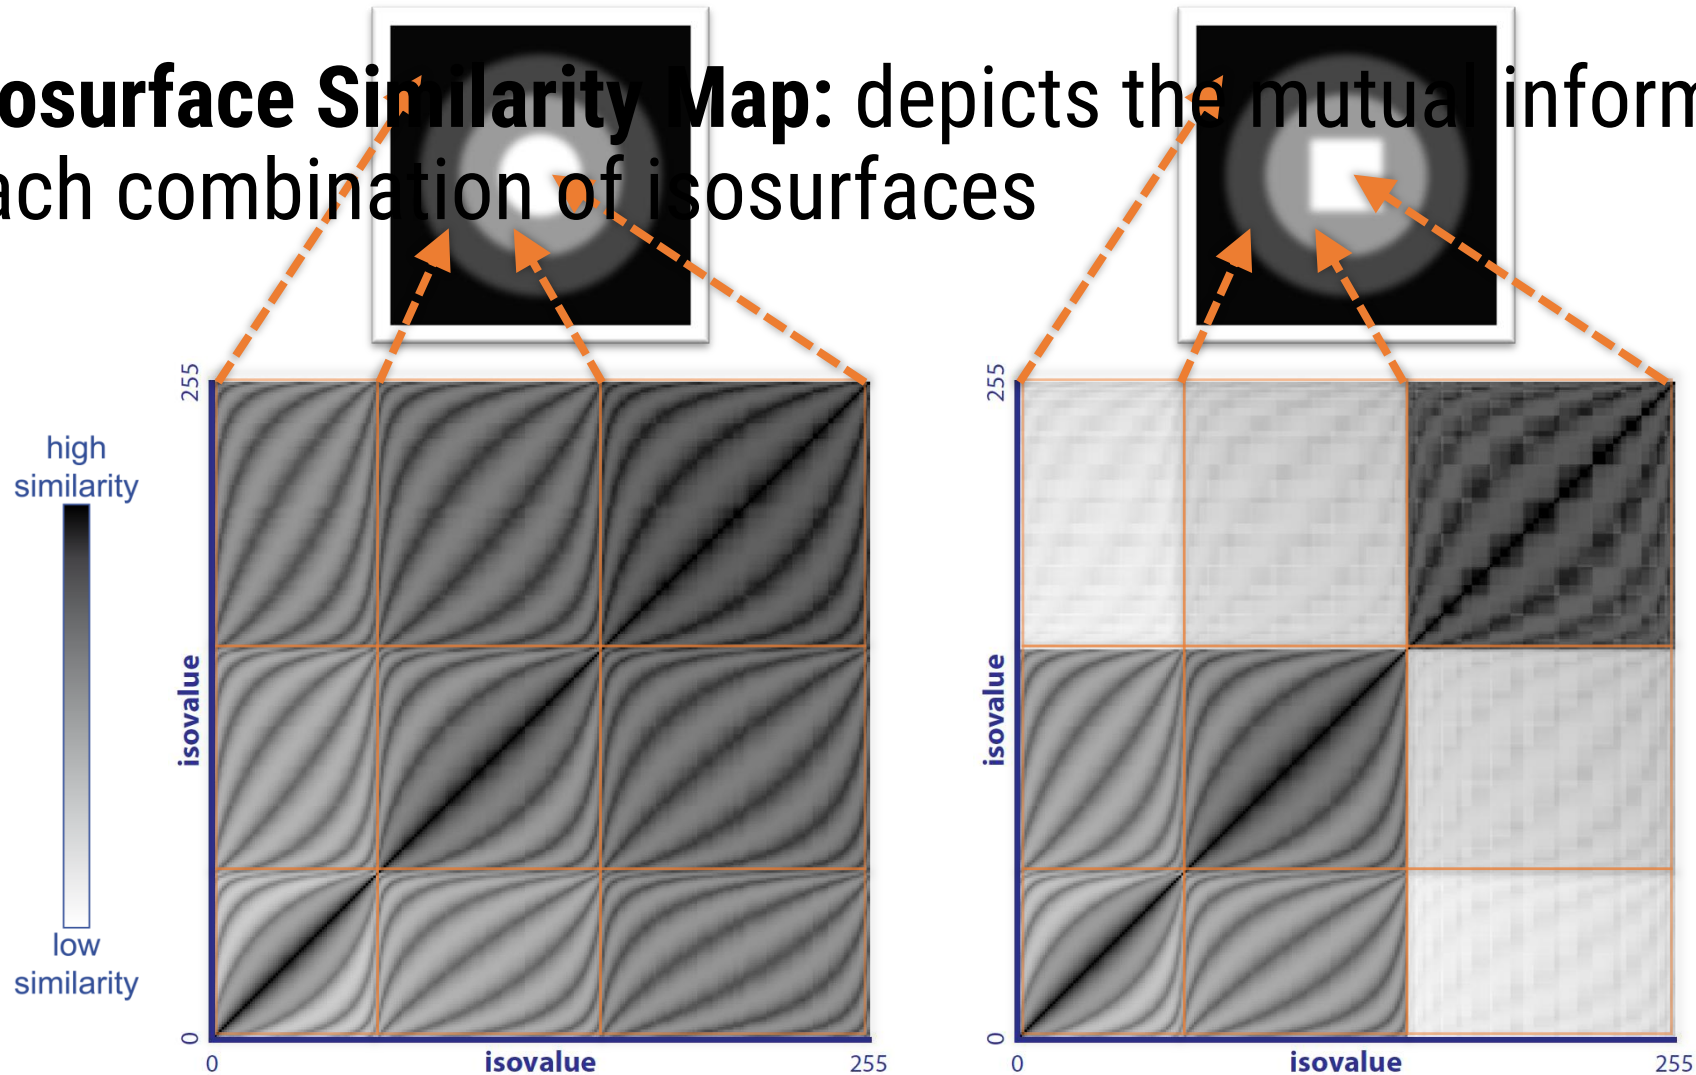 osurface Similarity Map: depicts the mutual inform
ach combination of isosurfaces
255
255
high
similarity
isovalue
isovalue
low
similarity
0
0
0
isovalue
255
0
isovalue
255